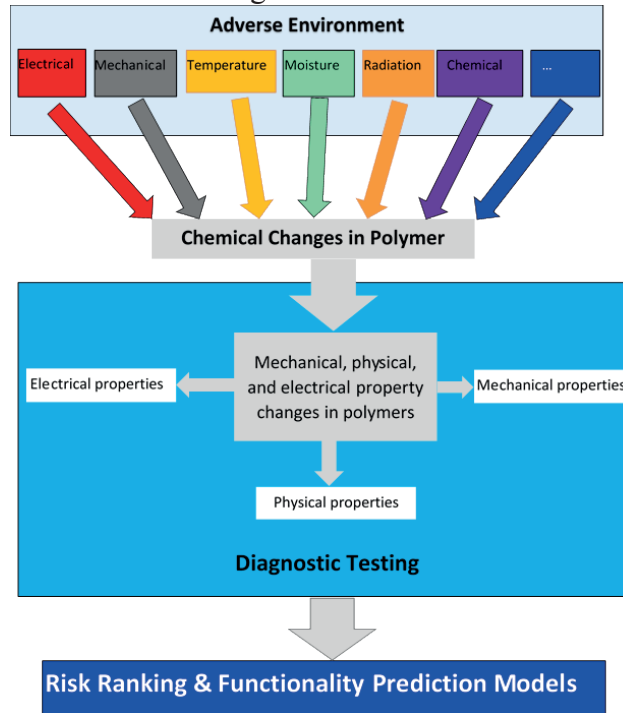 Adverse Environment
Electrical
Mechanical
Temperature
Moisture
Radiation
Chemical
...
Chemical Changes in Polymer
Mechanical, physical,
and electrical property
changes in polymers
Electrical properties
Mechanical properties
Physical properties
Diagnostic Testing
Risk Ranking & Functionality Prediction Models